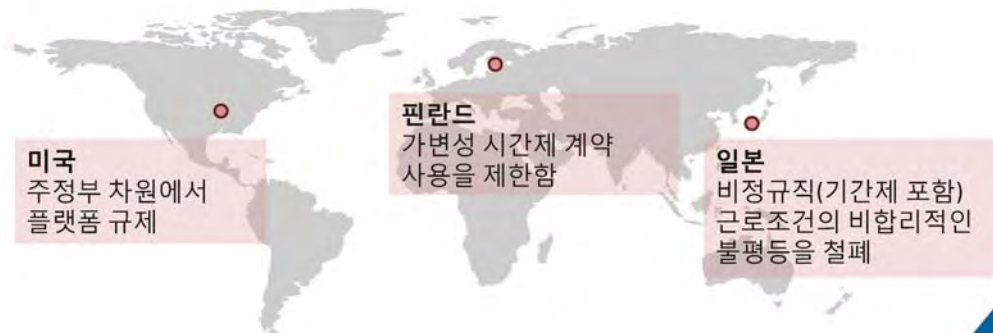 미국
주정부 차원에서
플랫폼 규제
핀란드
가변성 시간제 계약
사용을 제한함
일본
비정규직(기간제 포함)
근로조건의 비합리적인
불평등을 철폐